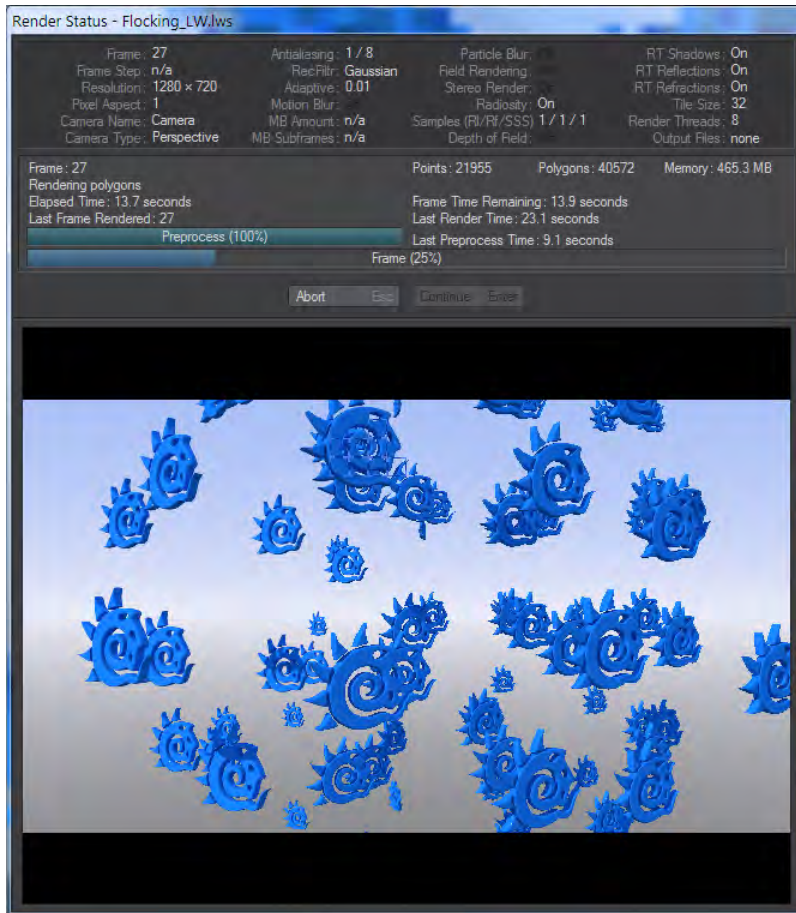 Render Status - Flocking_LW.lws
Frame: 27 Antialiasing: 1 / 8 Particle Blur: RT Shadows: On
Frame Step: n/a RecFiltr: Gaussian Field Rendering: RT Reflections: On
Resolution: 1280 × 720 Adaptive: 0.01 Stereo Render: RT Refractions: On
Pixel Aspect: 1 Motion Blur: Radiosity: On Tile Size: 32
Camera Name: Camera MB Amount: n/a Samples (Rl/Rf/SSS) 1 / 1 / 1 Render Threads: 8
Camera Type: Perspective MB Subframes: n/a Depth of Field: Output Files: none
Frame: 27 Points: 21955 Polygons: 40572 Memory: 465.3 MB
Rendering polygons
Elapsed Time: 13.7 seconds Frame Time Remaining: 13.9 seconds
Last Frame Rendered: 27 Last Render Time: 23.1 seconds
Preprocess (100%) Last Preprocess Time: 9.1 seconds
Frame (25%)
Abort Esc Continue Enter